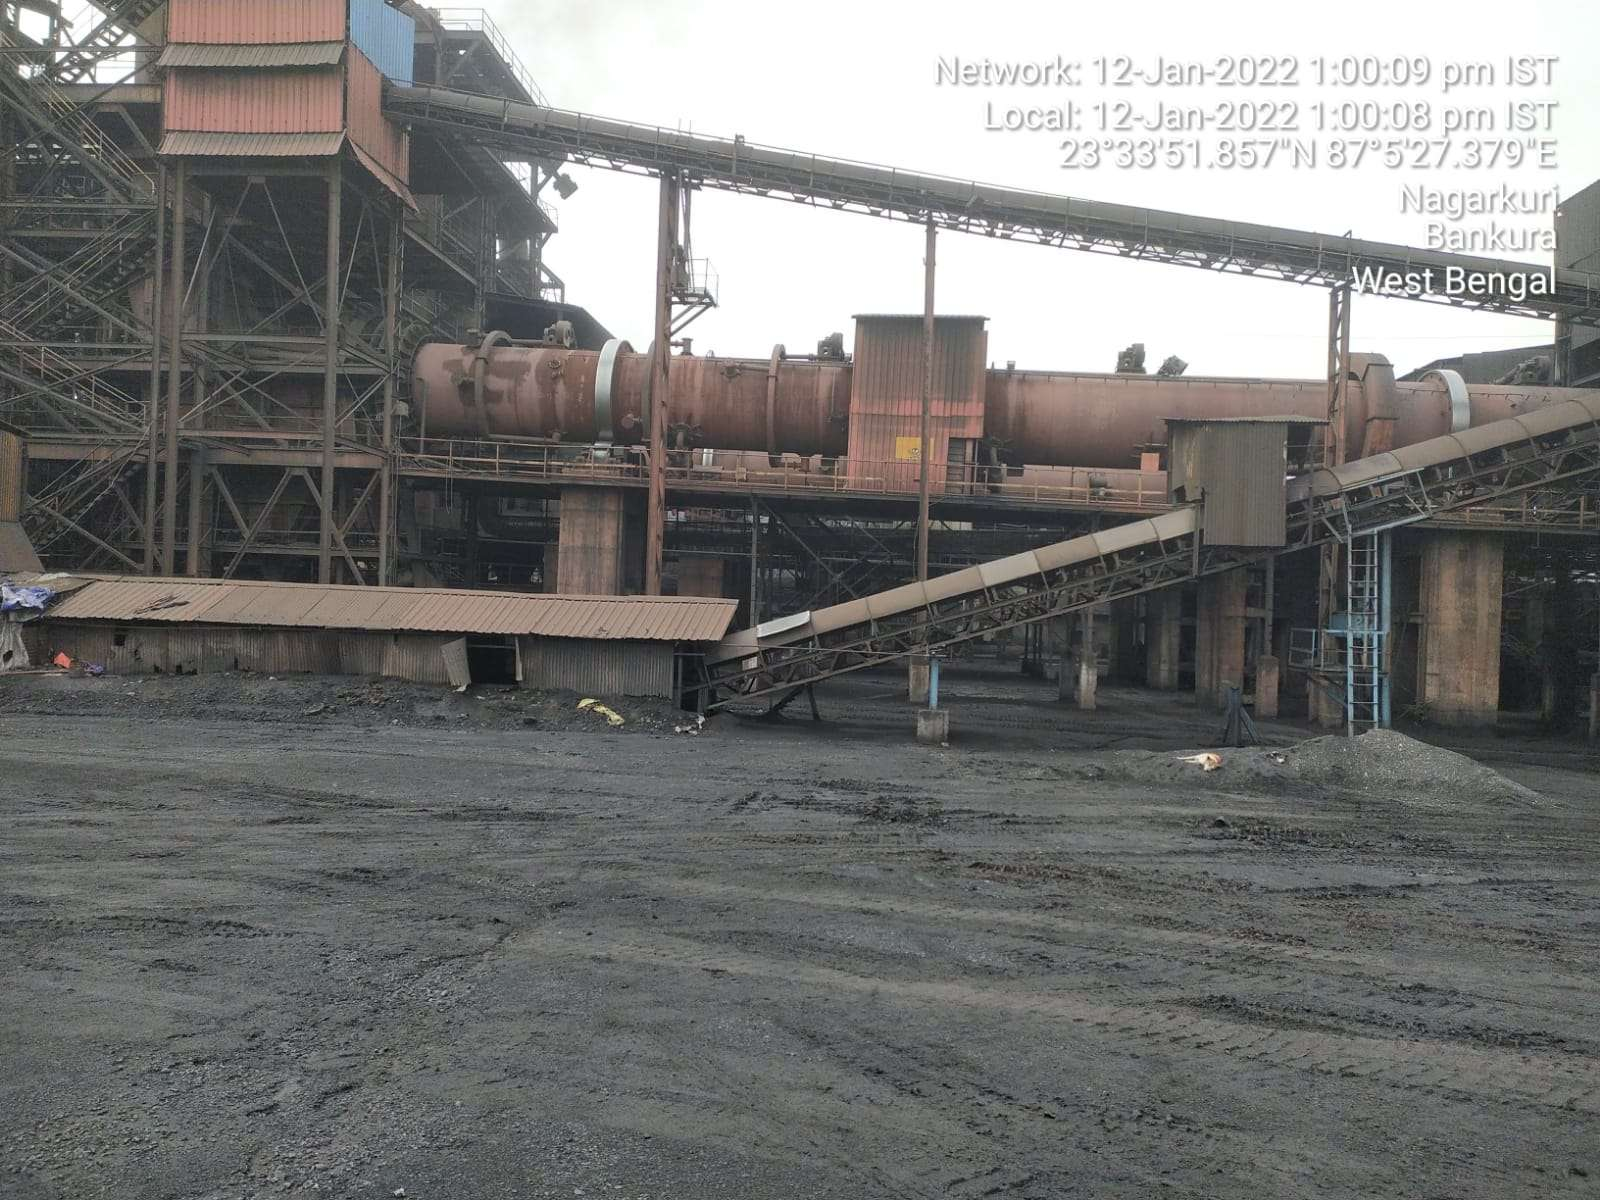 Network: 12-Jan-2022 1:00:09 pm IST
Local: 12-Jan-2022 1:00:08 pm IST
23°33'51.857"N 87°5'27.379"E
Nagarkuri
Bankura
West Bengal